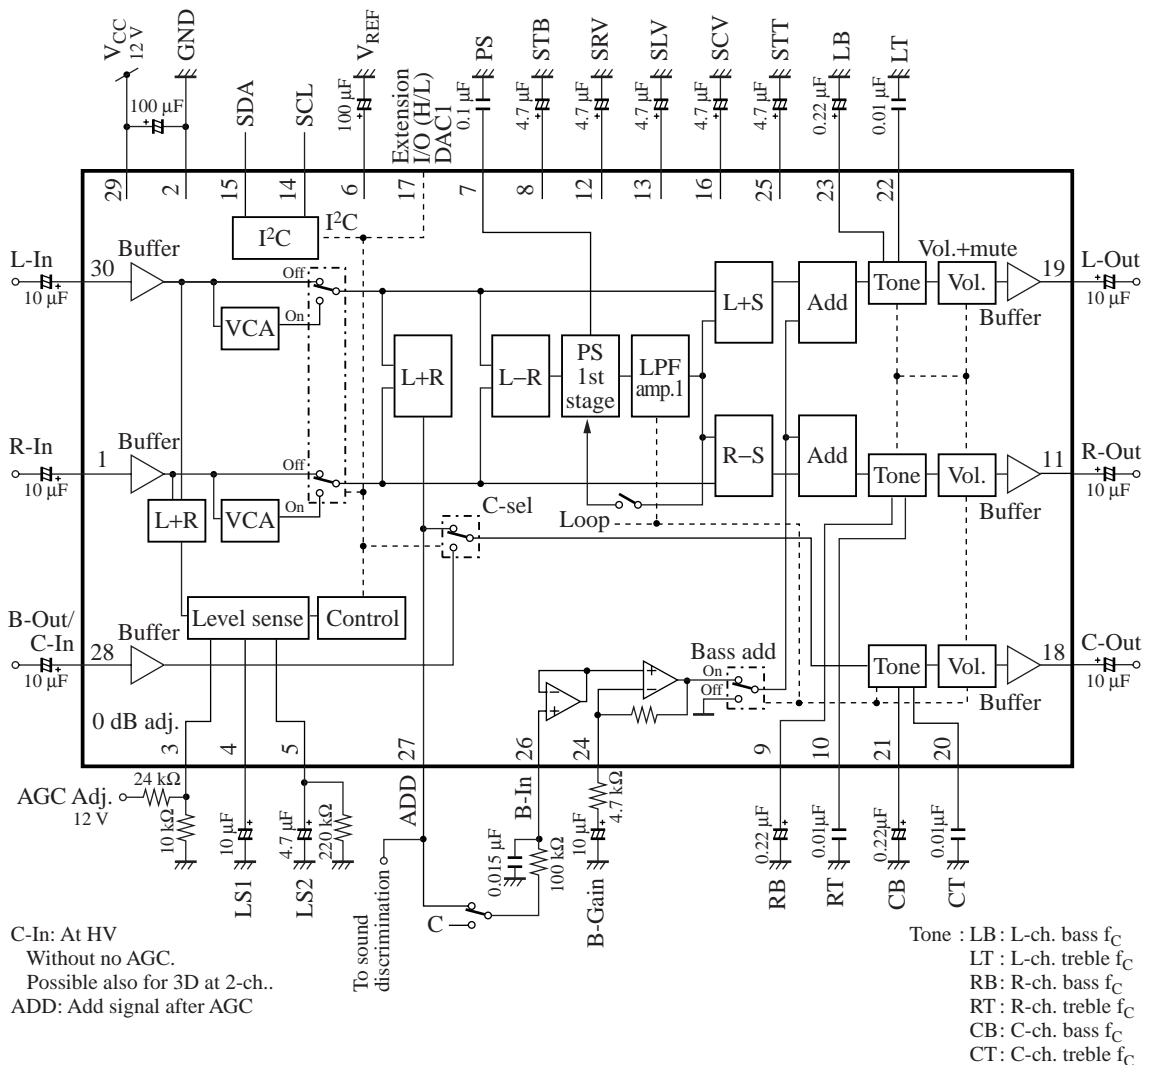 VCC
12 V
GND
100 µF
SDA
SCL
VREF
100 µF
Extension
I/O (H/L)
DAC1
PS
0.1 µF
STB
4.7 µF
SRV
4.7 µF
SLV
4.7 µF
SCV
4.7 µF
STT
4.7 µF
LB
0.22 µF
LT
0.01 µF
29
2
15
14
6
17
7
8
12
13
16
25
23
22
I²C
I²C
L-In
10 µF
30
Buffer
Off
On
VCA
L+R
L−R
PS
1st
stage
LPF
amp.1
L+S
Add
Tone
Vol.+mute
Vol.
Buffer
19
L-Out
10 µF
R-In
10 µF
1
Buffer
Off
On
L+R
VCA
R−S
Add
Tone
Vol.
Buffer
11
R-Out
10 µF
C-sel
Loop
B-Out/
C-In
10 µF
28
Buffer
Level sense
Control
Bass add
On
Off
Tone
Vol.
Buffer
18
C-Out
10 µF
0 dB adj.
3
4
5
27
26
24
9
10
21
20
AGC Adj.
12 V
24 kΩ
10 kΩ
10 µF
LS1
4.7 µF
LS2
220 kΩ
ADD
To sound
discrimination
C
B-In
0.015 µF
100 kΩ
4.7 kΩ
10 µF
B-Gain
0.22 µF
RB
0.01µF
RT
0.22µF
CB
0.01µF
CT
C-In: At HV
Without no AGC.
Possible also for 3D at 2-ch..
ADD: Add signal after AGC
Tone : LB : L-ch. bass fC
LT : L-ch. treble fC
RB : R-ch. bass fC
RT : R-ch. treble fC
CB : C-ch. bass fC
CT : C-ch. treble fC